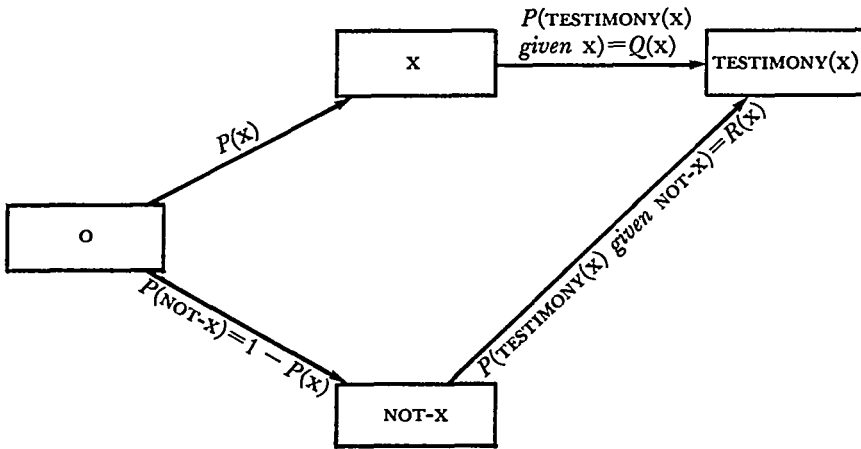 P(TESTIMONY(X)
given X)=Q(X)
X
TESTIMONY(X)
P(X)
O
P(TESTIMONY(X) given NOT-X)=R(X)
P(NOT-X)=1 − P(X)
NOT-X